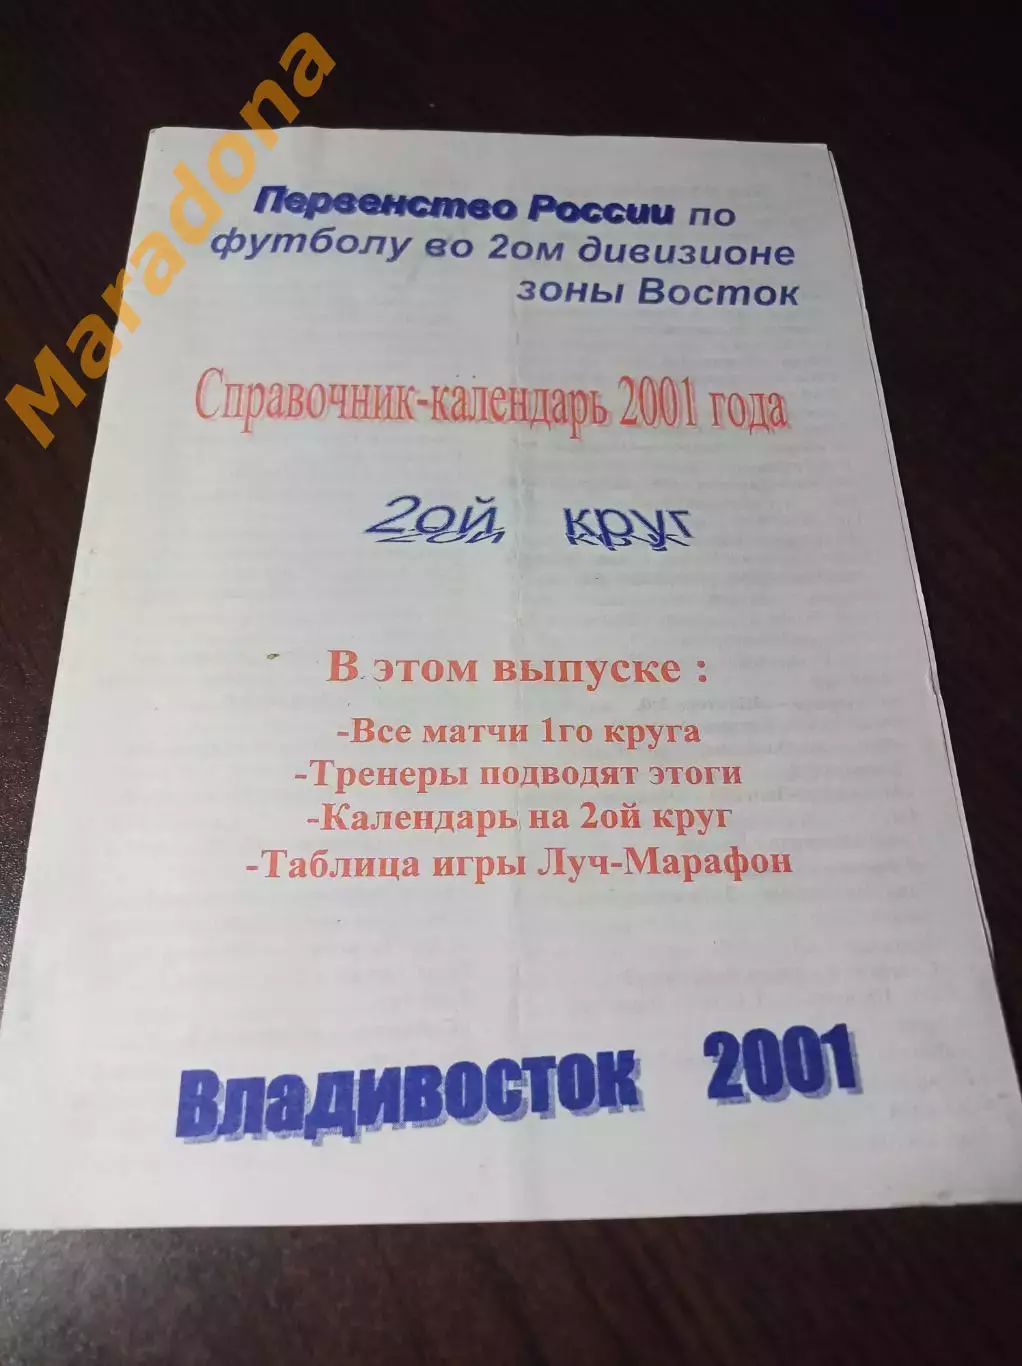 Maradona
Первенство России по
футболу во 2ом дивизионе
зоны Восток
Справочник-календарь 2001 года
2ой круг
В этом выпуске :
-Все матчи 1го круга
-Тренеры подводят этоги
-Календарь на 2ой круг
-Таблица игры Луч-Марафон
Владивосток 2001